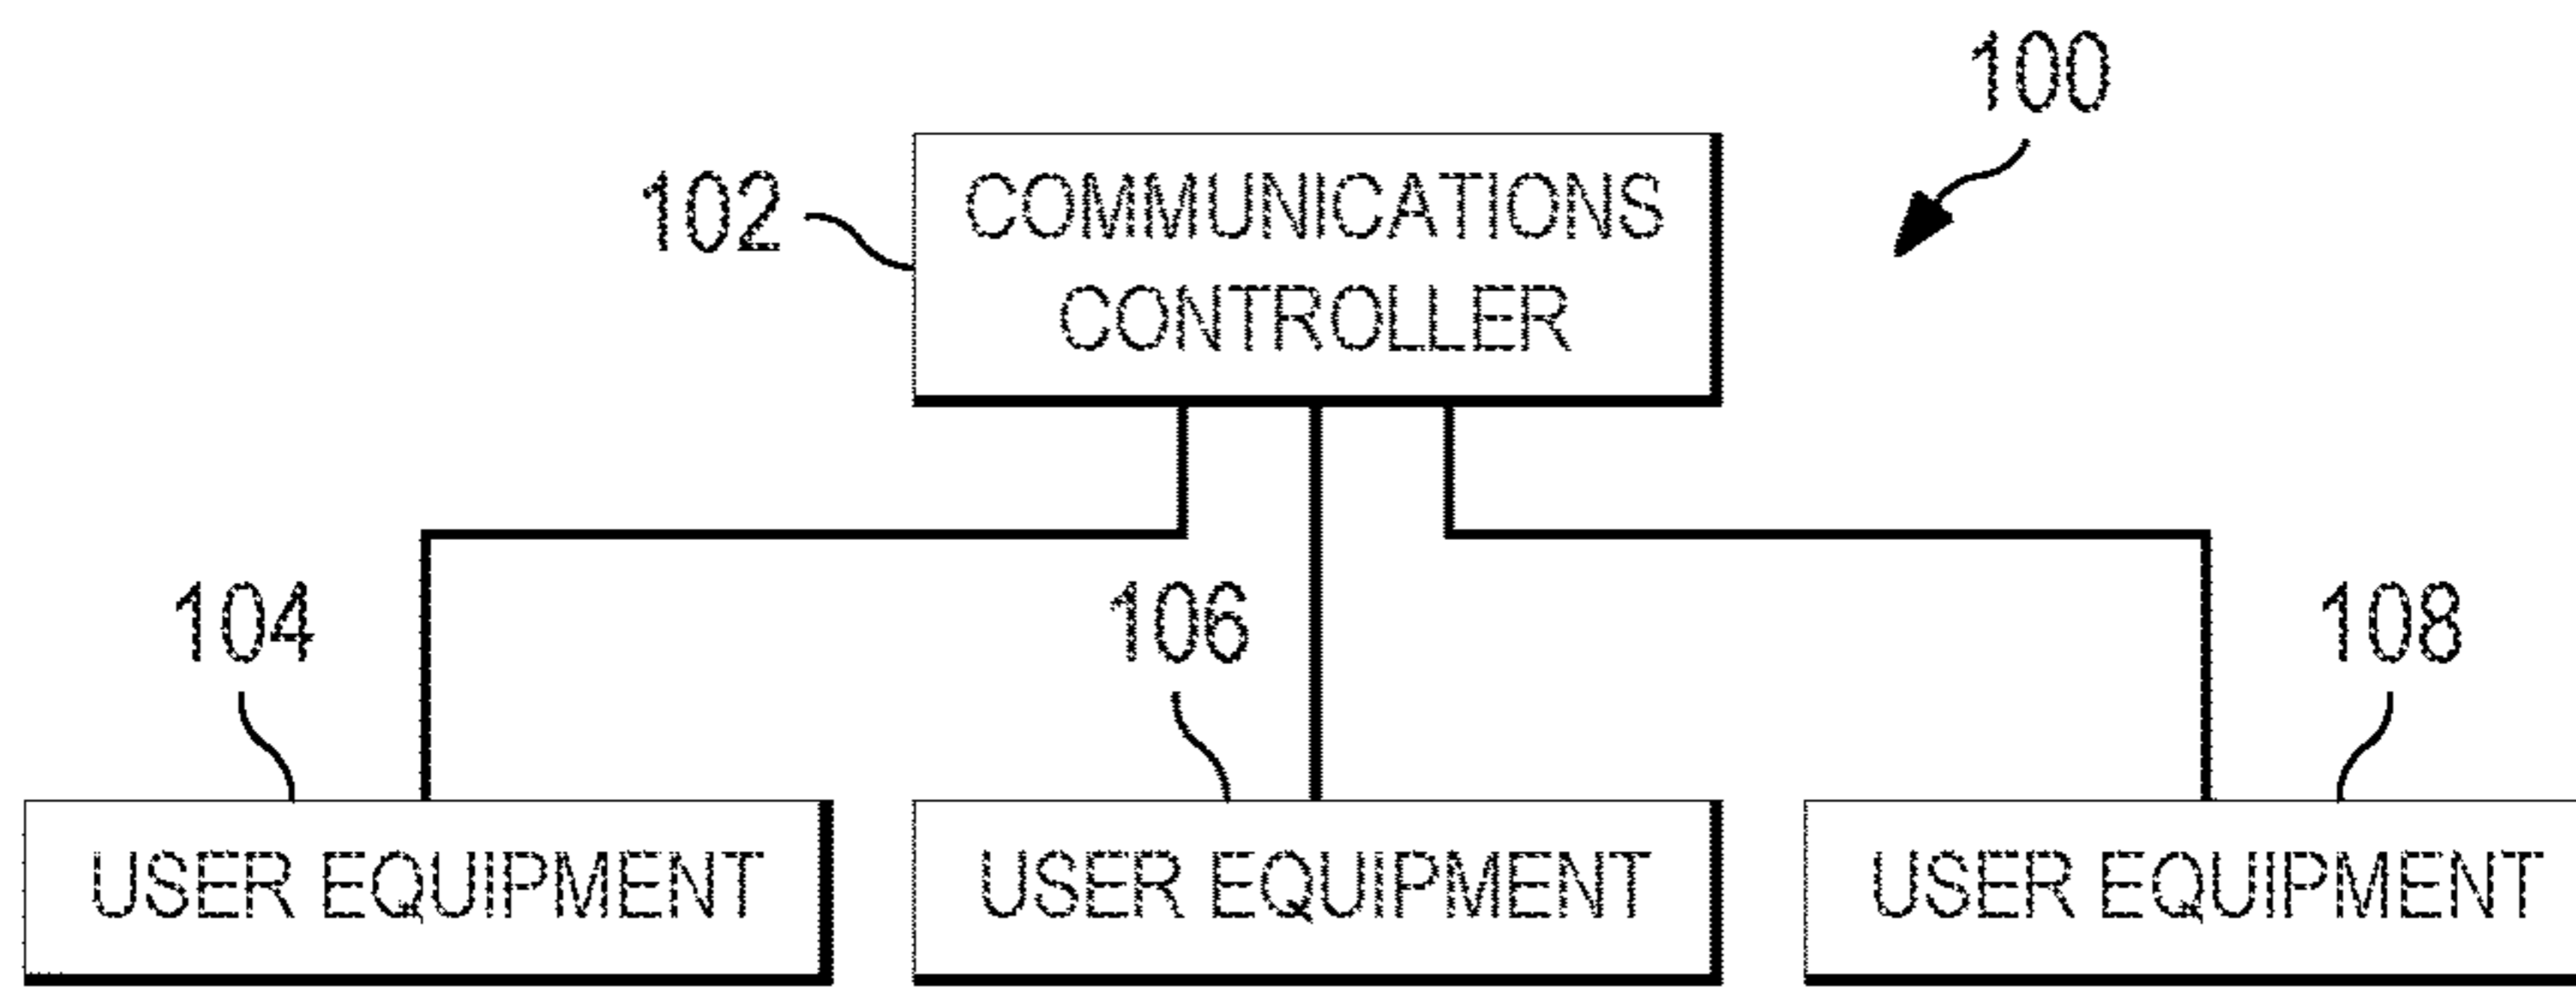 100
102
COMMUNICATIONS
CONTROLLER
104
106
108
USER EQUIPMENT
USER EQUIPMENT
USER EQUIPMENT